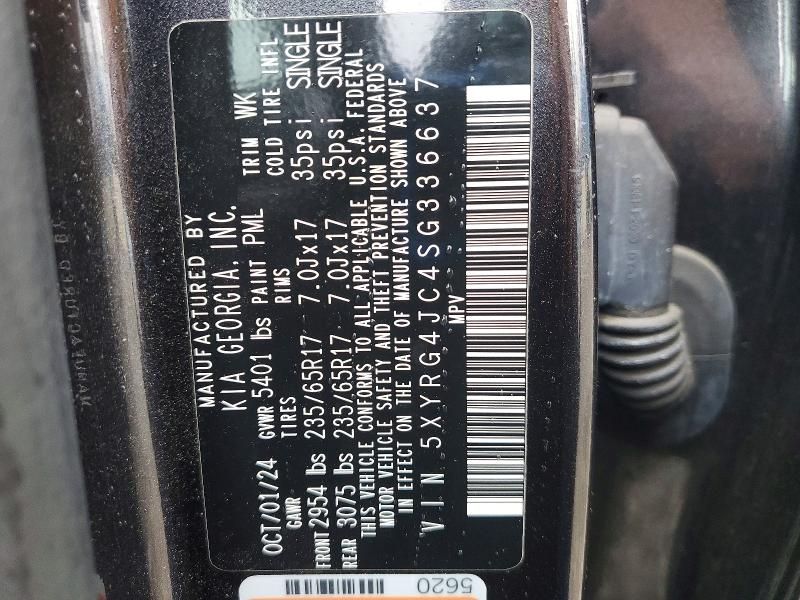 MANUFACTURED BY
KIA GEORGIA, INC.
OCT/01/24 GVWR 5401 lbs PAINT PML TRIM WK
GAWR TIRES RIMS COLD TIRE INFL
FRONT 2954 lbs 235/65R17 7.0Jx17 35psi SINGLE
REAR 3075 lbs 235/65R17 7.0Jx17 35psi SINGLE
THIS VEHICLE CONFORMS TO ALL APPLICABLE U.S.A. FEDERAL
MOTOR VEHICLE SAFETY AND THEFT PREVENTION STANDARDS
IN EFFECT ON THE DATE OF MANUFACTURE SHOWN ABOVE
VIN 5XYRG4JC4SG336637
MPV
5620